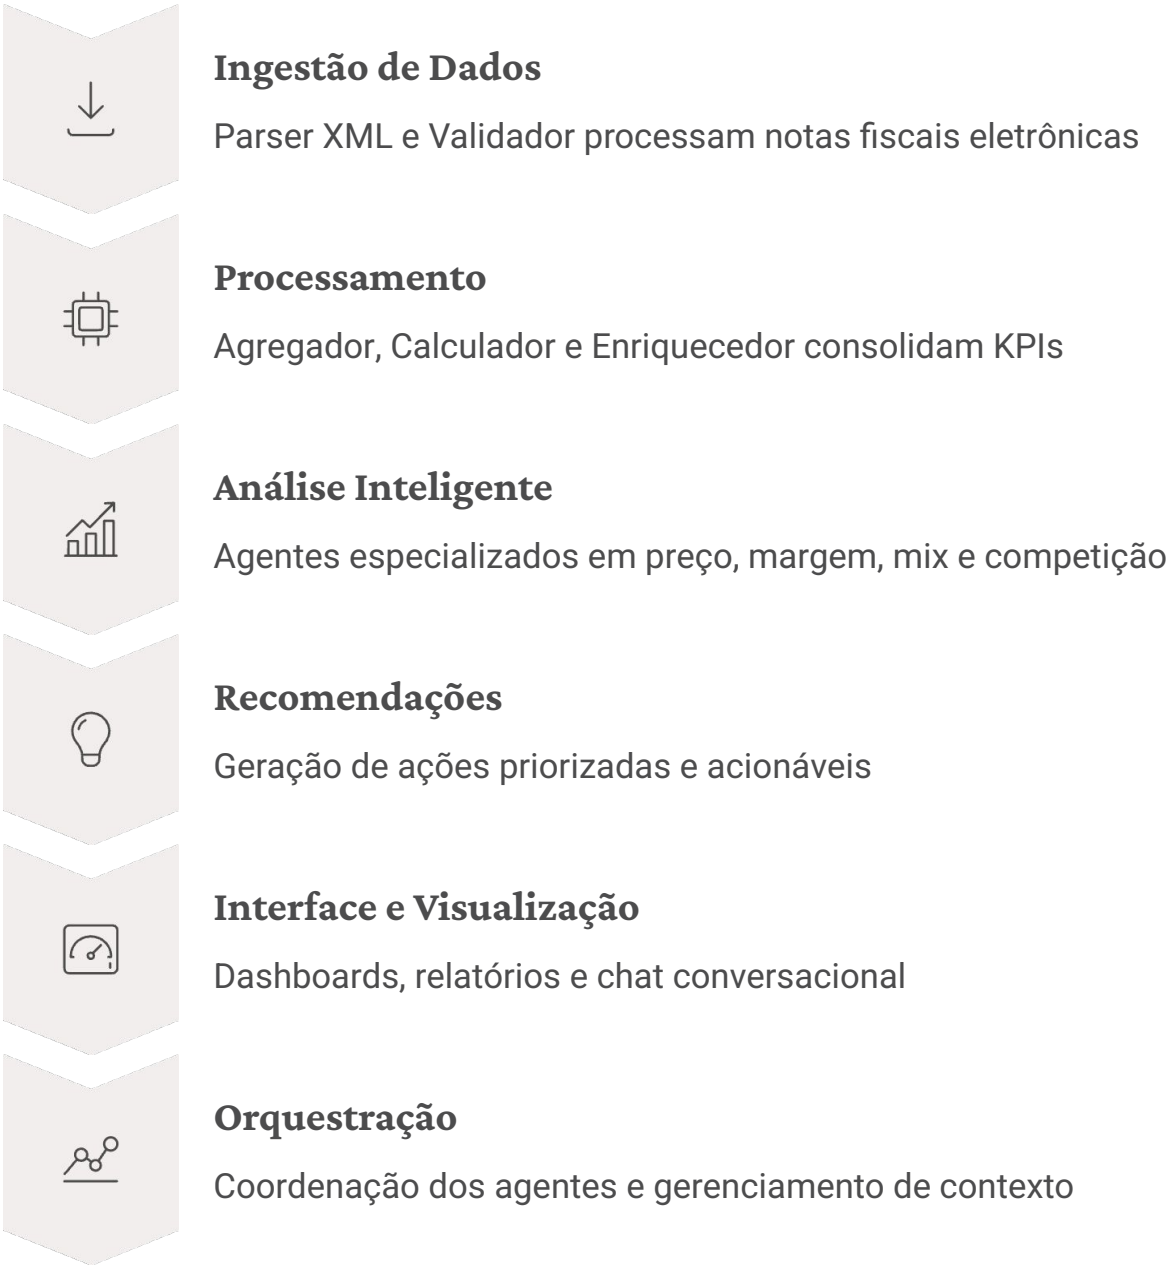 Ingestão de Dados
Parser XML e Validador processam notas fiscais eletrônicas
Processamento
Agregador, Calculador e Enriquecedor consolidam KPIs
Análise Inteligente
Agentes especializados em preço, margem, mix e competição
Recomendações
Geração de ações priorizadas e acionáveis
Interface e Visualização
Dashboards, relatórios e chat conversacional
Orquestração
Coordenação dos agentes e gerenciamento de contexto